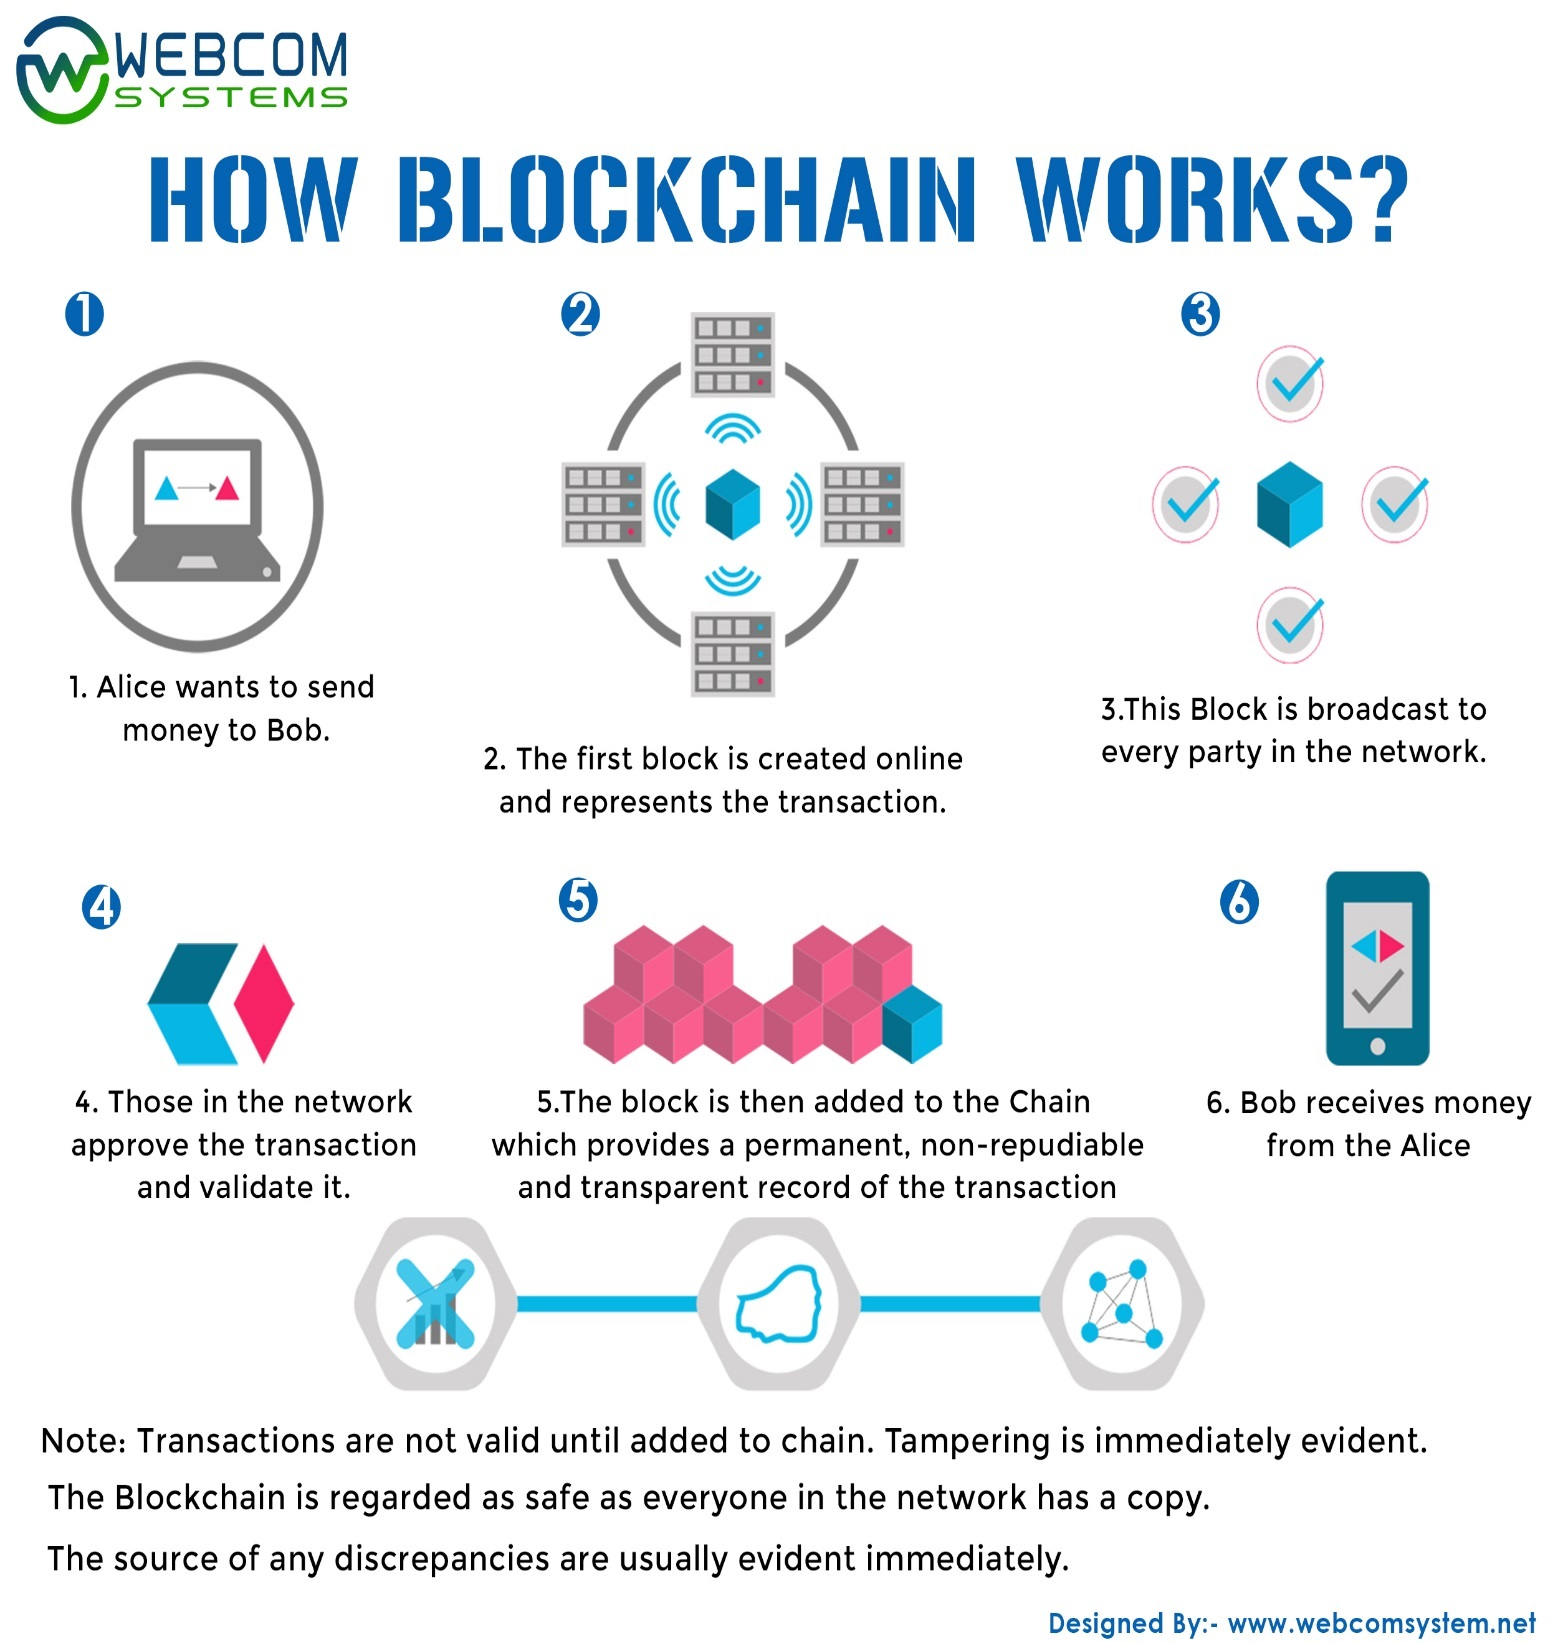 WEBCOM
SYSTEMS
HOW BLOCKCHAIN WORKS?
1
2
3
1. Alice wants to send
money to Bob.
2. The first block is created online
and represents the transaction.
3.This Block is broadcast to
every party in the network.
4
5
6
4. Those in the network
approve the transaction
and validate it.
5.The block is then added to the Chain
which provides a permanent, non-repudiable
and transparent record of the transaction
6. Bob receives money
from the Alice
Note: Transactions are not valid until added to chain. Tampering is immediately evident.
The Blockchain is regarded as safe as everyone in the network has a copy.
The source of any discrepancies are usually evident immediately.
Designed By:- www.webcomsystem.net